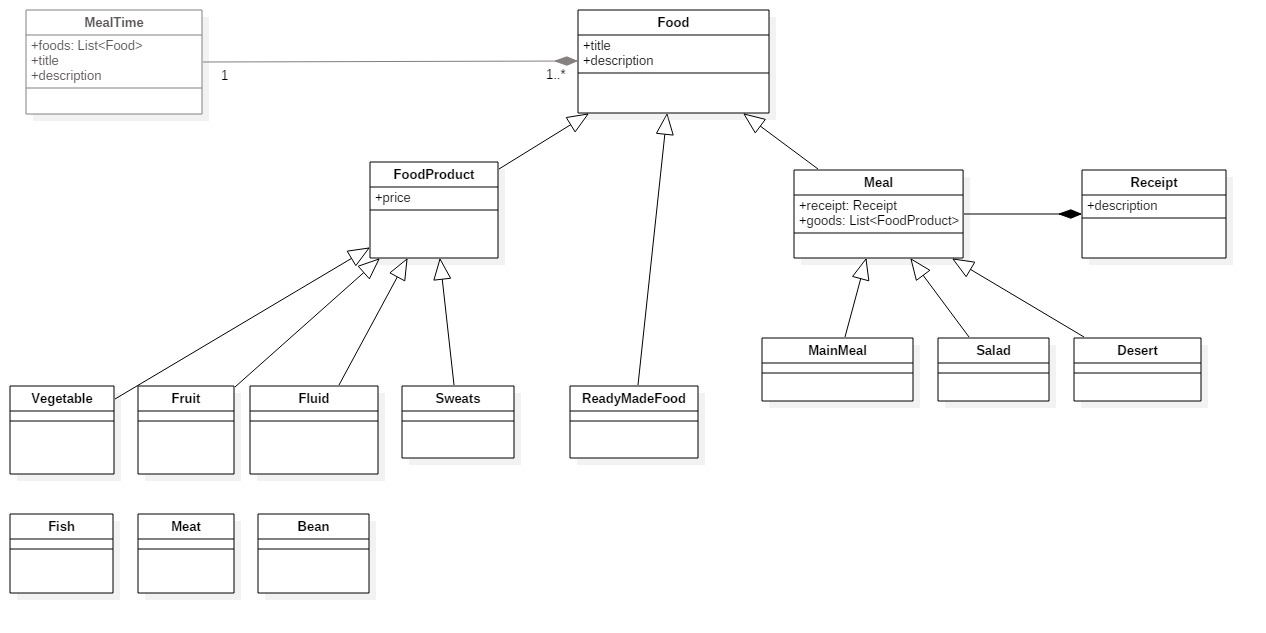 MealTime
+foods: List<Food>
+title
+description
1
1..*
Food
+title
+description
FoodProduct
+price
Meal
+receipt: Receipt
+goods: List<FoodProduct>
Receipt
+description
MainMeal
Salad
Desert
Vegetable
Fruit
Fluid
Sweats
ReadyMadeFood
Fish
Meat
Bean